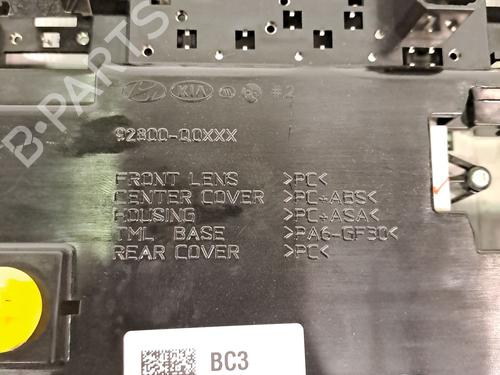 KIA #2
92800-Q0XXX
FRONT LENS >PC<
CENTER COVER >PC+ABS<
HOUSING >PC+ASA<
TML BASE >PA6-GF30<
REAR COVER >PC<
BC3
B-PARTS